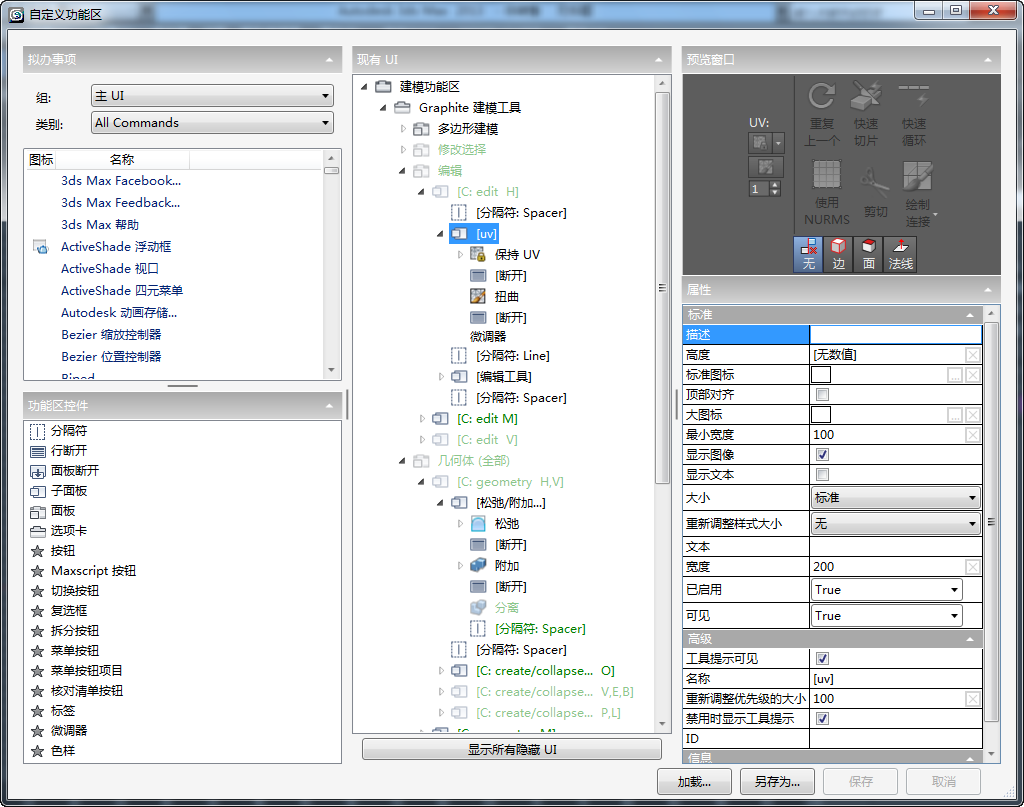 自定义功能区
拟办事项
组:
主 UI
类别:
All Commands
图标 名称
3ds Max Facebook...
3ds Max Feedback...
3ds Max 帮助
ActiveShade 浮动框
ActiveShade 视口
ActiveShade 四元菜单
Autodesk 动画存储...
Bezier 缩放控制器
Bezier 位置控制器
Biped
功能区控件
分隔符
行断开
面板断开
子面板
面板
选项卡
按钮
Maxscript 按钮
切换按钮
复选框
拆分按钮
菜单按钮
菜单按钮项目
核对清单按钮
标签
微调器
色样
现有 UI
建模功能区
Graphite 建模工具
多边形建模
修改选择
编辑
[C: edit H]
[分隔符: Spacer]
[uv]
保持 UV
[断开]
扭曲
[断开]
微调器
[分隔符: Line]
[编辑工具]
[分隔符: Spacer]
[C: edit M]
[C: edit V]
几何体 (全部)
[C: geometry H,V]
[松弛/附加...]
松弛
[断开]
附加
[断开]
分离
[分隔符: Spacer]
[分隔符: Spacer]
[C: create/collapse... O]
[C: create/collapse... V,E,B]
[C: create/collapse... P,L]
显示所有隐藏 UI
预览窗口
UV:
1
重复
上一个
快速
切片
快速
循环
使用
NURMS
剪切
绘制
连接
无 边 面 法线
属性
标准
描述
高度 [无数值]
标准图标
顶部对齐
大图标
最小宽度 100
显示图像
显示文本
大小 标准
重新调整样式大小 无
文本
宽度 200
已启用 True
可见 True
高级
工具提示可见
名称 [uv]
重新调整优先级的大小 100
禁用时显示工具提示
ID
信息
加载... 另存为... 保存 取消